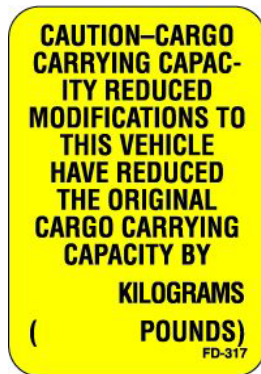 CAUTION–CARGO
CARRYING CAPAC-
ITY REDUCED
MODIFICATIONS TO
THIS VEHICLE
HAVE REDUCED
THE ORIGINAL
CARGO CARRYING
CAPACITY BY
KILOGRAMS
( POUNDS)
FD-317